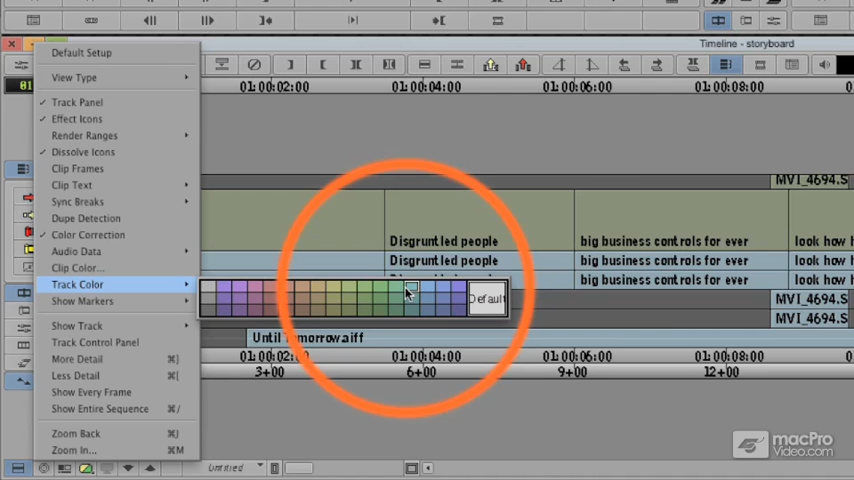 Timeline - storyboard
Default Setup
View Type
01:00:02:00 01:00:04:00 01:00:06:00 01:00:08:00
✓ Track Panel
✓ Effect Icons
Render Ranges
✓ Dissolve Icons
Clip Frames
MVI_4694.S
Clip Text
Sync Breaks
Dupe Detection
✓ Color Correction
Disgruntled people big business controls for ever look how h
Audio Data
Disgruntled people big business controls for ever look how h
Clip Color...
Track Color
big business controls for ever look how h
Default
Show Markers
MVI_4694.S
MVI_4694.S
Show Track
Until Tomorrow.aiff
Track Control Panel
01:00:02:00 01:00:04:00 01:00:06:00 01:00:08:00
More Detail ⌘]
3+00 6+00 9+00 12+00
Less Detail ⌘[
Show Every Frame
Show Entire Sequence ⌘/
Zoom Back ⌘J
Zoom In... ⌘M
Untitled
macPro
Video.com